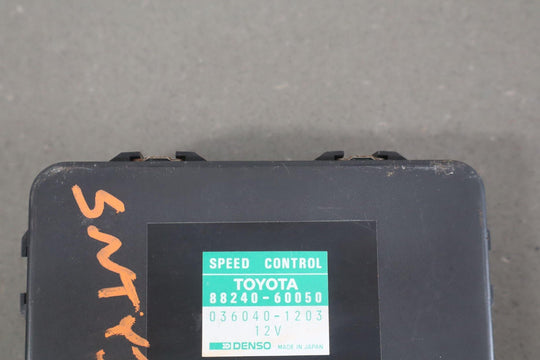 SPEED CONTROL
TOYOTA
88240-60050
036040-1203
12V
DENSO MADE IN JAPAN